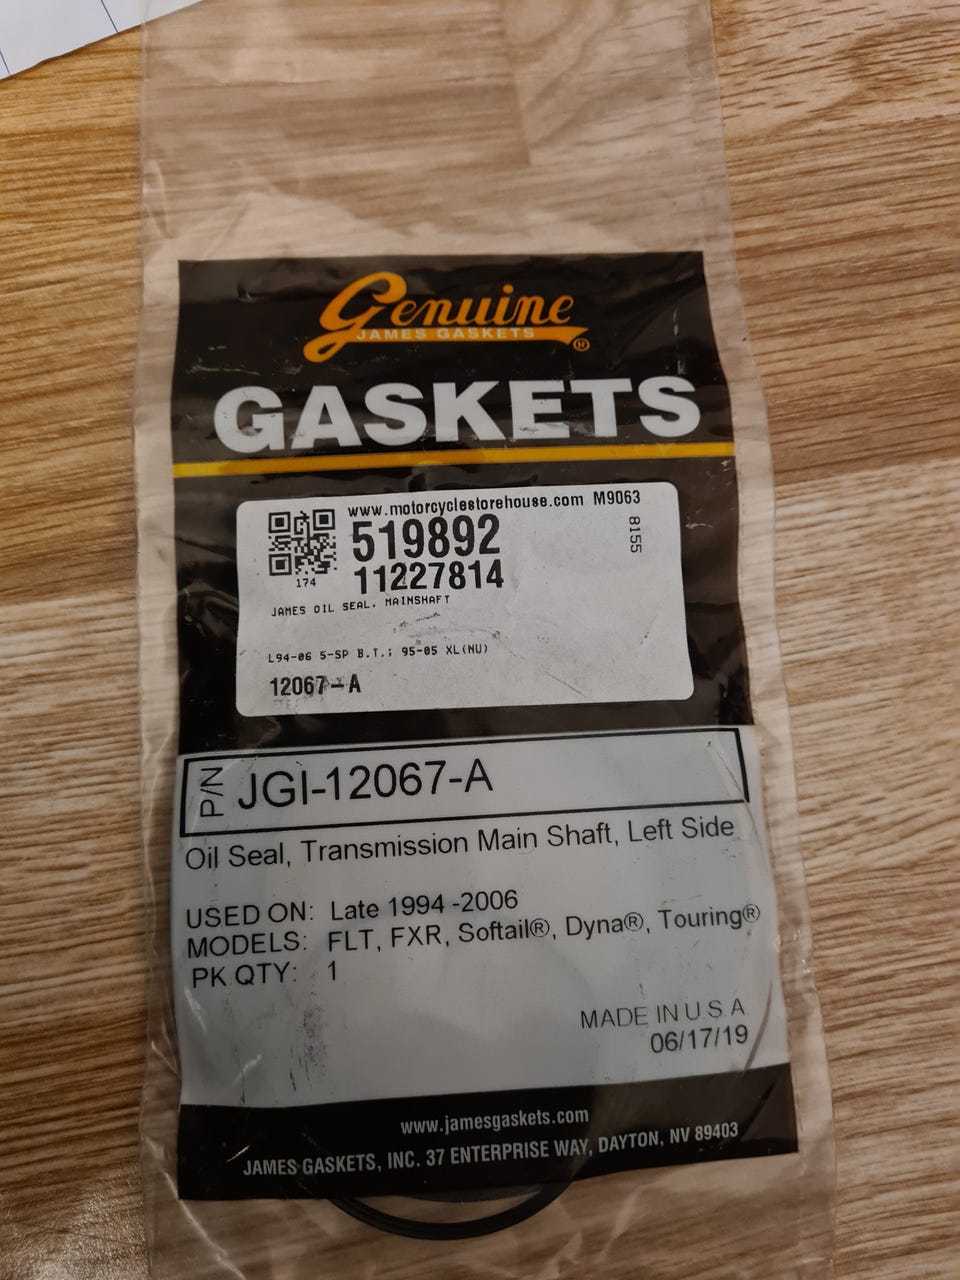 Genuine
JAMES GASKETS
®
GASKETS
www.motorcyclestorehouse.com M9063
519892
8155
11227814
174
JAMES OIL SEAL, MAINSHAFT
L94-06 5-SP B.T.; 95-05 XL(NU)
12067-A
P/N JGI-12067-A
Oil Seal, Transmission Main Shaft, Left Side
USED ON: Late 1994 -2006
MODELS: FLT, FXR, Softail®, Dyna®, Touring®
PK QTY: 1
MADE IN U.S.A
06/17/19
www.jamesgaskets.com
JAMES GASKETS, INC. 37 ENTERPRISE WAY, DAYTON, NV 89403